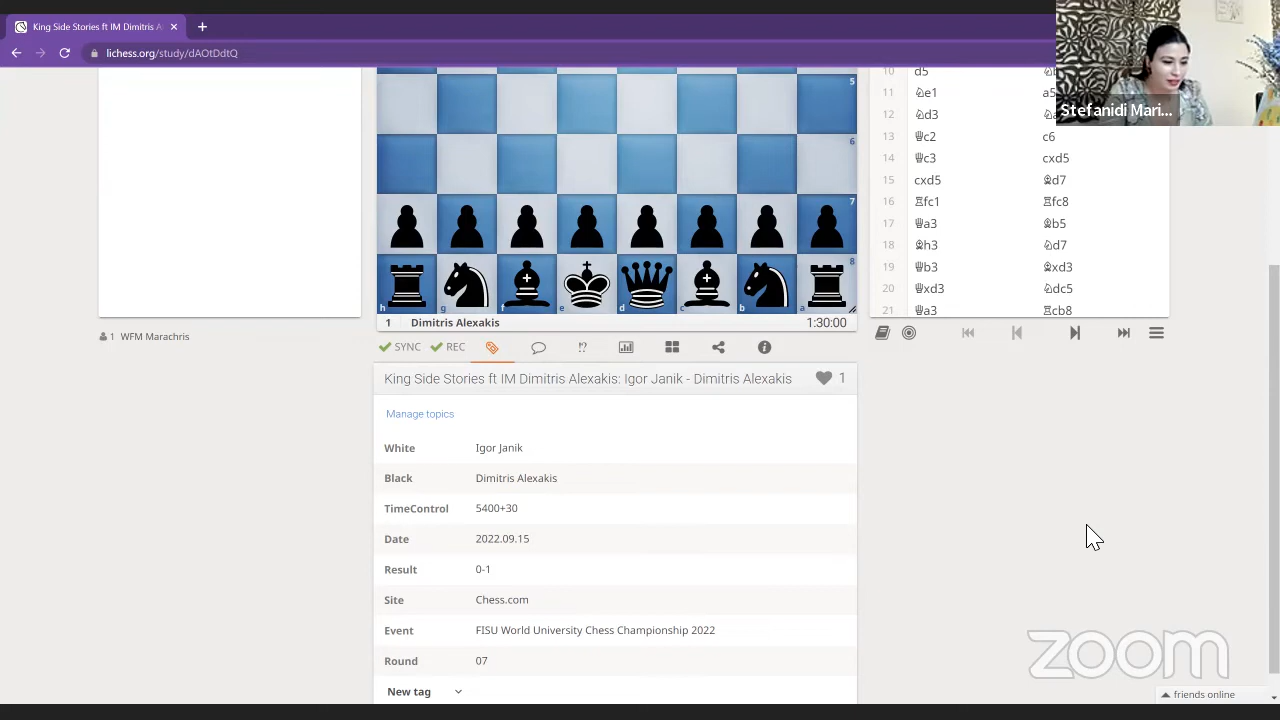 King Side Stories ft IM Dimitris A
lichess.org/study/dAOtDdtQ
Stefanidi Mari...
5
6
7
8
h g f e d c b a
1 Dimitris Alexakis 1:30:00
10 d5
11 ♘e1 a5
12 ♘d3
13 ♕c2 c6
14 ♕c3 cxd5
15 cxd5 ♗d7
16 ♖fc1 ♖fc8
17 ♕a3 ♗b5
18 ♗h3 ♘d7
19 ♕b3 ♗xd3
20 ♕xd3 ♘dc5
21 ♕a3 ♖cb8
1 WFM Marachris
SYNC REC !?
King Side Stories ft IM Dimitris Alexakis: Igor Janik - Dimitris Alexakis 1
Manage topics
White Igor Janik
Black Dimitris Alexakis
TimeControl 5400+30
Date 2022.09.15
Result 0-1
Site Chess.com
Event FISU World University Chess Championship 2022
Round 07
New tag
zoom
friends online